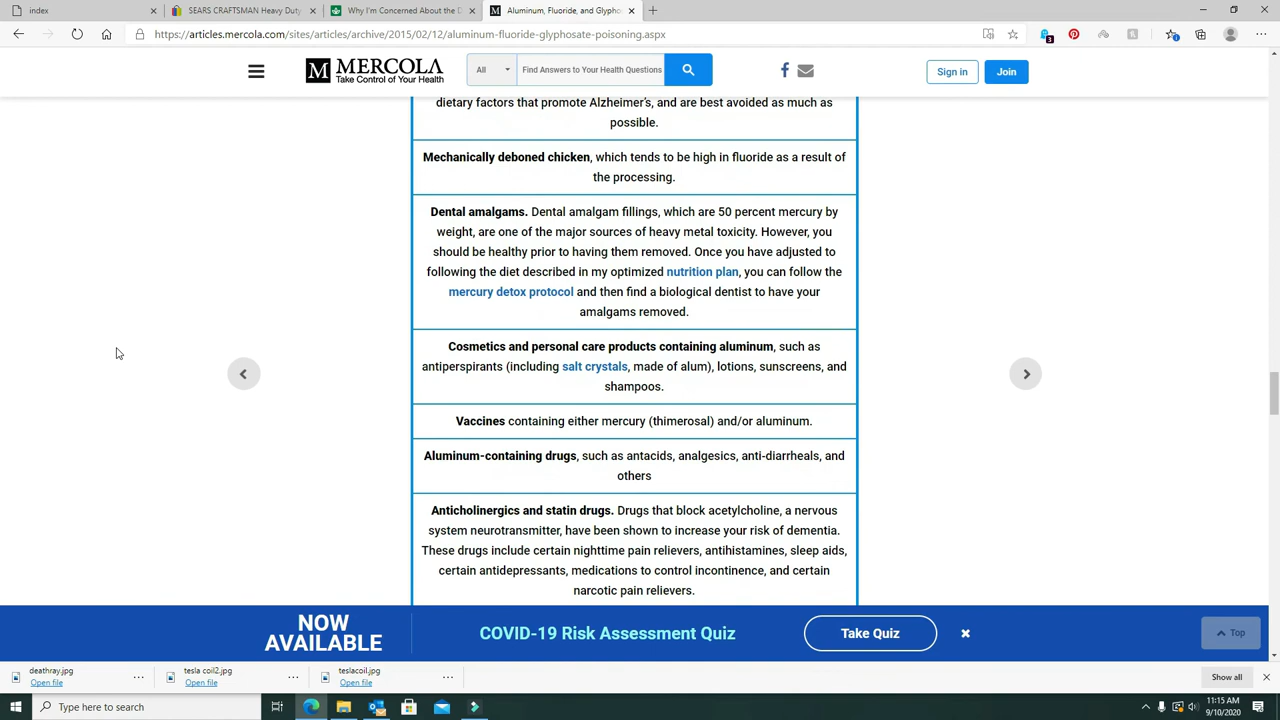 index
SEARS CRAFTSMAN Heavy Duty
Why I'm Concerned About the D
Aluminum, Fluoride, and Glypho
https://articles.mercola.com/sites/articles/archive/2015/02/12/aluminum-fluoride-glyphosate-poisoning.aspx
3
M MERCOLA
Take Control of Your Health
All
Find Answers to Your Health Questions
Sign in
Join
dietary factors that promote Alzheimer's, and are best avoided as much as
possible.
Mechanically deboned chicken, which tends to be high in fluoride as a result of
the processing.
Dental amalgams. Dental amalgam fillings, which are 50 percent mercury by
weight, are one of the major sources of heavy metal toxicity. However, you
should be healthy prior to having them removed. Once you have adjusted to
following the diet described in my optimized nutrition plan, you can follow the
mercury detox protocol and then find a biological dentist to have your
amalgams removed.
Cosmetics and personal care products containing aluminum, such as
antiperspirants (including salt crystals, made of alum), lotions, sunscreens, and
shampoos.
Vaccines containing either mercury (thimerosal) and/or aluminum.
Aluminum-containing drugs, such as antacids, analgesics, anti-diarrheals, and
others
Anticholinergics and statin drugs. Drugs that block acetylcholine, a nervous
system neurotransmitter, have been shown to increase your risk of dementia.
These drugs include certain nighttime pain relievers, antihistamines, sleep aids,
certain antidepressants, medications to control incontinence, and certain
narcotic pain relievers.
NOW
AVAILABLE
COVID-19 Risk Assessment Quiz
Take Quiz
Top
deathray.jpg
Open file
tesla coil2.jpg
Open file
teslacoil.jpg
Open file
Show all
Type here to search
11:15 AM
9/10/2020